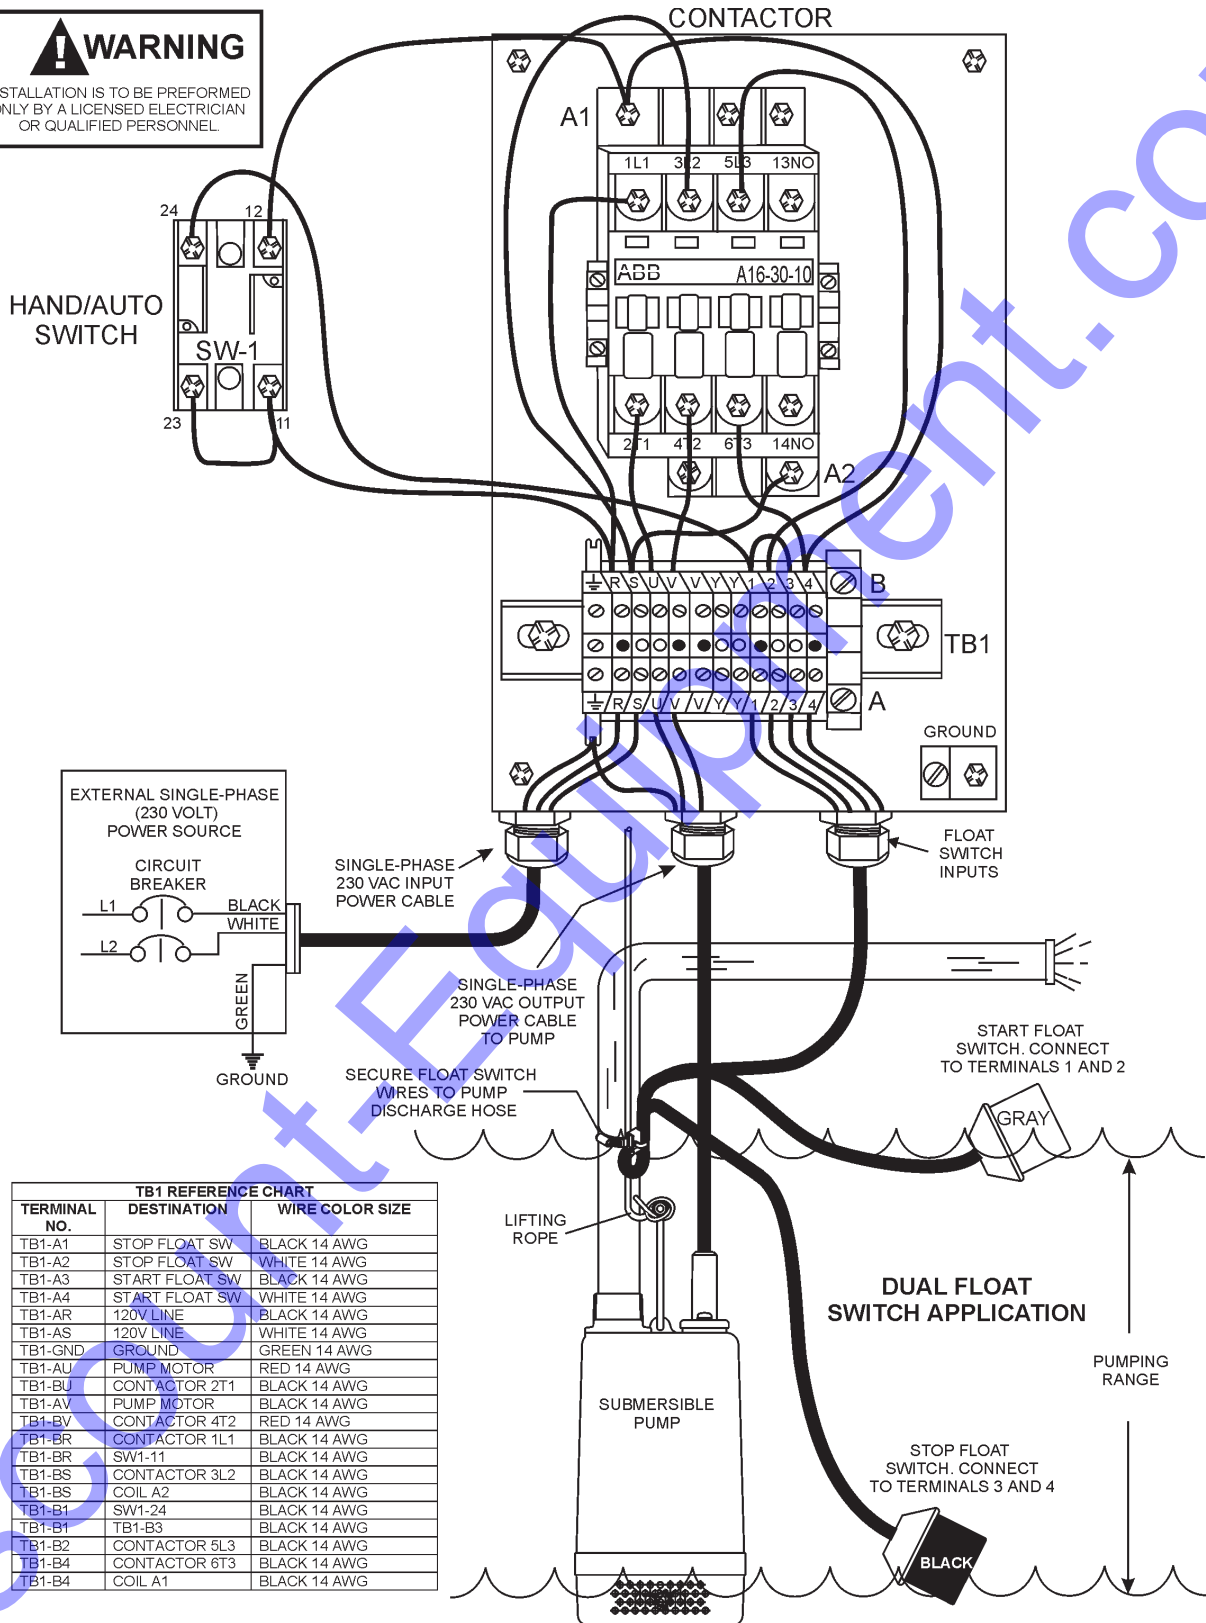 CONTACTOR
WARNING
STALLATION IS TO BE PREFORMED
ONLY BY A LICENSED ELECTRICIAN
OR QUALIFIED PERSONNEL.
A1
1L1 3L2 5L3 13NO
24 12
ABB A16-30-10
HAND/AUTO
SWITCH
SW-1
23 11
2T1 4T2 6T3 14NO
A2
R S U V V Y Y 1 2 3 4
B
TB1
R S U V V Y Y 1 2 3 4
A
GROUND
EXTERNAL SINGLE-PHASE
(230 VOLT)
POWER SOURCE
CIRCUIT
BREAKER
L1
BLACK
WHITE
L2
GREEN
GROUND
SINGLE-PHASE
230 VAC INPUT
POWER CABLE
FLOAT
SWITCH
INPUTS
SINGLE-PHASE
230 VAC OUTPUT
POWER CABLE
TO PUMP
SECURE FLOAT SWITCH
WIRES TO PUMP
DISCHARGE HOSE
START FLOAT
SWITCH. CONNECT
TO TERMINALS 1 AND 2
GRAY
LIFTING
ROPE
DUAL FLOAT
SWITCH APPLICATION
PUMPING
RANGE
SUBMERSIBLE
PUMP
STOP FLOAT
SWITCH. CONNECT
TO TERMINALS 3 AND 4
BLACK
TB1 REFERENCE CHART
TERMINAL NO. DESTINATION WIRE COLOR SIZE
TB1-A1 STOP FLOAT SW BLACK 14 AWG
TB1-A2 STOP FLOAT SW WHITE 14 AWG
TB1-A3 START FLOAT SW BLACK 14 AWG
TB1-A4 START FLOAT SW WHITE 14 AWG
TB1-AR 120V LINE BLACK 14 AWG
TB1-AS 120V LINE WHITE 14 AWG
TB1-GND GROUND GREEN 14 AWG
TB1-AU PUMP MOTOR RED 14 AWG
TB1-BU CONTACTOR 2T1 BLACK 14 AWG
TB1-AV PUMP MOTOR BLACK 14 AWG
TB1-BV CONTACTOR 4T2 RED 14 AWG
TB1-BR CONTACTOR 1L1 BLACK 14 AWG
TB1-BR SW1-11 BLACK 14 AWG
TB1-BS CONTACTOR 3L2 BLACK 14 AWG
TB1-BS COIL A2 BLACK 14 AWG
TB1-B1 SW1-24 BLACK 14 AWG
TB1-B1 TB1-B3 BLACK 14 AWG
TB1-B2 CONTACTOR 5L3 BLACK 14 AWG
TB1-B4 CONTACTOR 6T3 BLACK 14 AWG
TB1-B4 COIL A1 BLACK 14 AWG
scount-Equipment.co